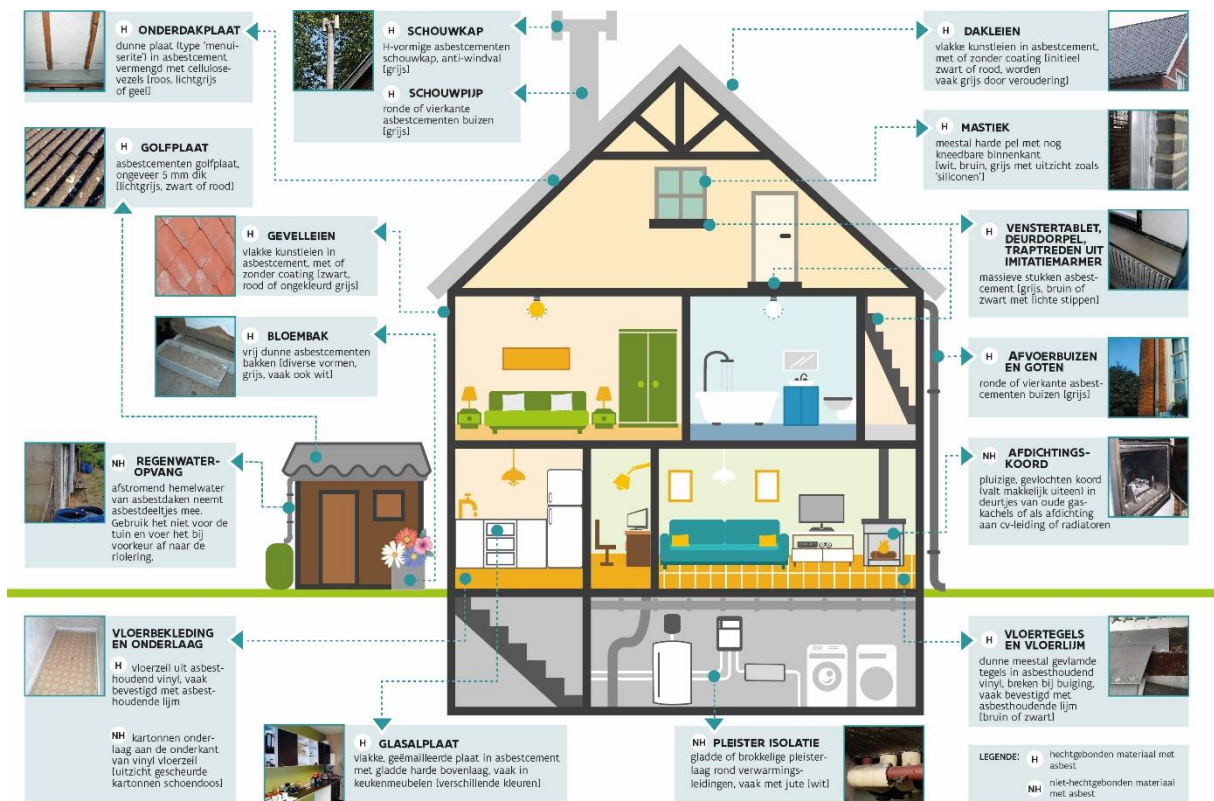 H ONDERDAKPLAAT
dunne plaat (type 'menui-
serite') in asbestcement
vermengd met cellulose-
vezels [roos, lichtgrijs
of geel]
H GOLFPLAAT
asbestcementen golfplaat,
ongeveer 5 mm dik
[lichtgrijs, zwart of rood]
H SCHOUWKAP
H-vormige asbestcementen
schouwkap, anti-windval
[grijs]
H SCHOUWPIJP
ronde of vierkante
asbestcementen buizen
[grijs]
H GEVELLEIEN
vlakke kunstleien in
asbestcement, met of
zonder coating [zwart,
rood of ongekleurd grijs]
H BLOEMBAK
vrij dunne asbestcementen
bakken [diverse vormen,
grijs, vaak ook wit]
NH REGENWATER-
OPVANG
afstromend hemelwater
van asbestdaken neemt
asbestdeeltjes mee.
Gebruik het niet voor de
tuin en voer het bij
voorkeur af naar de
riolering.
VLOERBEKLEDING
EN ONDERLAAG
H vloerzeil uit asbest-
houdend vinyl, vaak
bevestigd met asbest-
houdende lijm
NH kartonnen onder-
laag aan de onderkant
van vinyl vloerzeil
[uitzicht gescheurde
kartonnen schoendoos]
H GLASALPLAAT
vlakke, geëmailleerde plaat in asbestcement
met gladde harde bovenlaag, vaak in
keukenmeubelen [verschillende kleuren]
NH PLEISTER ISOLATIE
gladde of brokkelige pleister-
laag rond verwarmings-
leidingen, vaak met jute [wit]
H DAKLEIEN
vlakke kunstleien in asbestcement,
met of zonder coating [initieel
zwart of rood, worden
vaak grijs door veroudering]
H MASTIEK
meestal harde pel met nog
kneedbare binnenkant
[wit, bruin, grijs met uitzicht zoals
'siliconen']
H VENSTERTABLET,
DEURDORPEL,
TRAPTREDEN UIT
IMITATIEMARMER
massieve stukken asbest-
cement [grijs, bruin of
zwart met lichte stippen]
H AFVOERBUIZEN
EN GOTEN
ronde of vierkante asbest-
cementen buizen [grijs]
NH AFDICHTINGS-
KOORD
pluizige, gevlochten koord
(valt makkelijk uiteen) in
deurtjes van oude gas-
kachels of als afdichting
aan cv-leiding of radiatoren
H VLOERTEGELS
EN VLOERLIJM
dunne meestal gevlamde
tegels in asbesthoudend
vinyl, breken bij buiging,
vaak bevestigd met
asbesthoudende lijm
[bruin of zwart]
LEGENDE: H hechtgebonden materiaal met
asbest
NH niet-hechtgebonden materiaal
met asbest